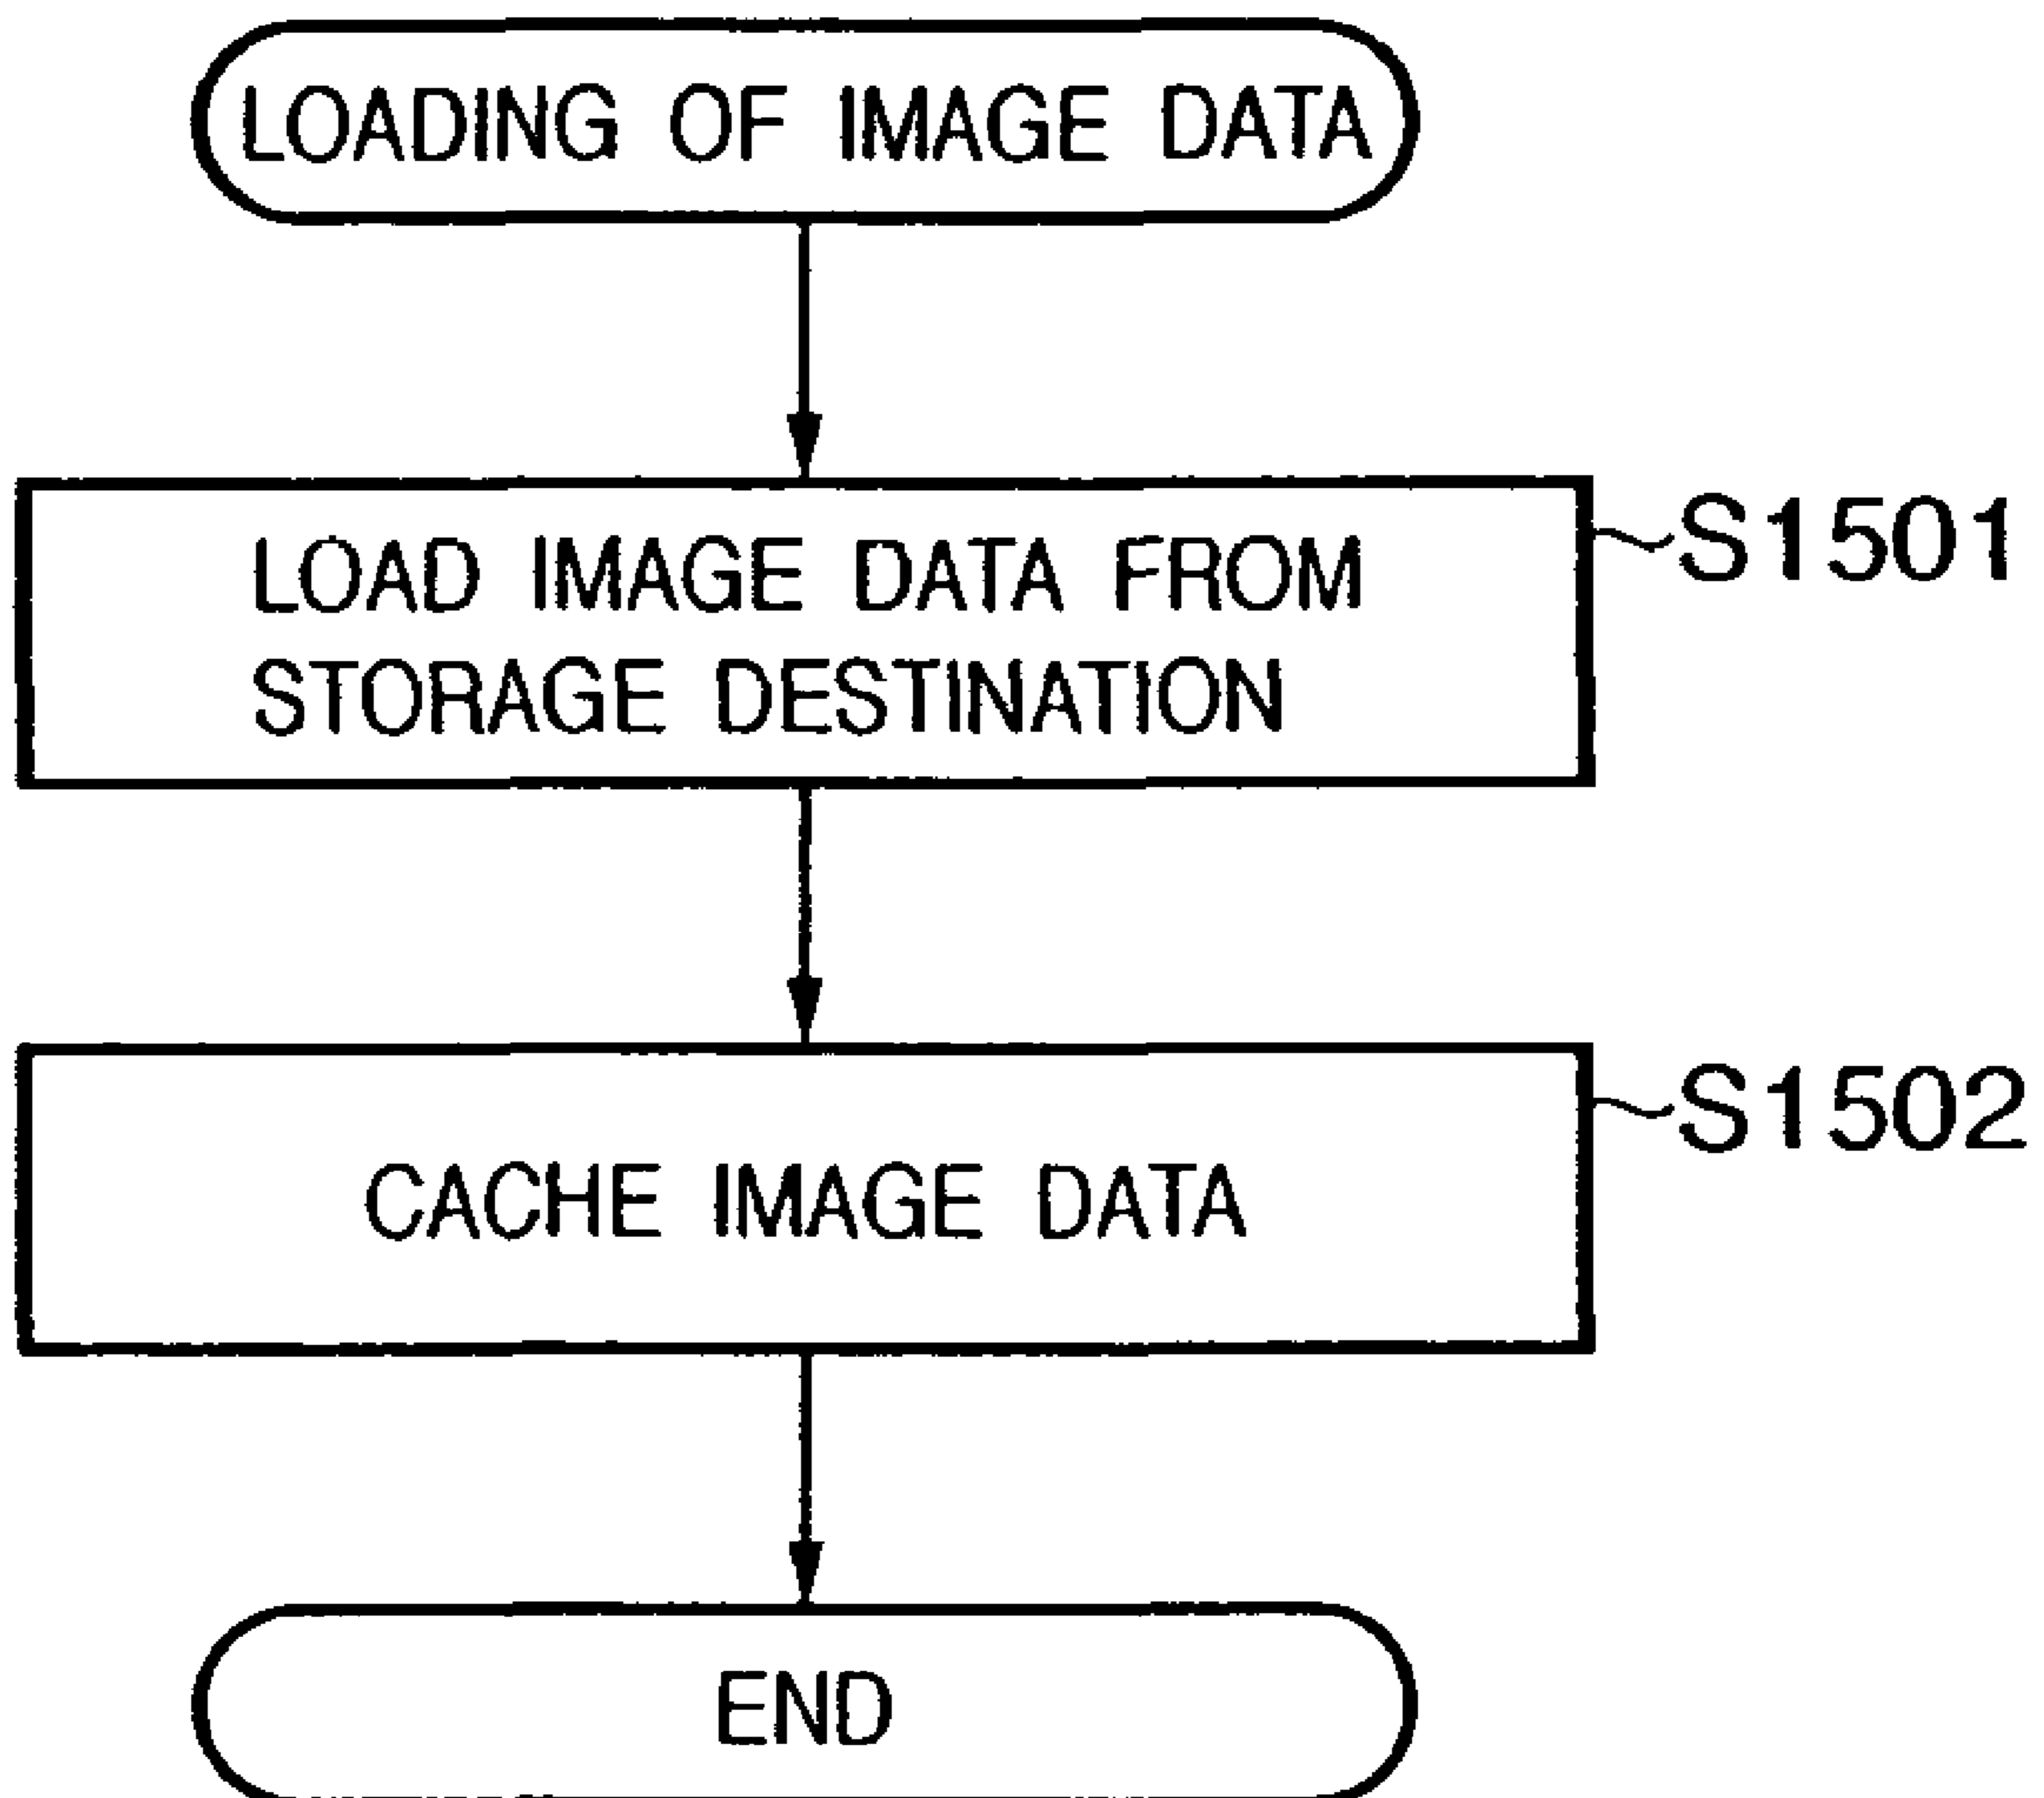 LOADING OF IMAGE DATA
LOAD IMAGE DATA FROM
STORAGE DESTINATION
S1501
CACHE IMAGE DATA
S1502
END